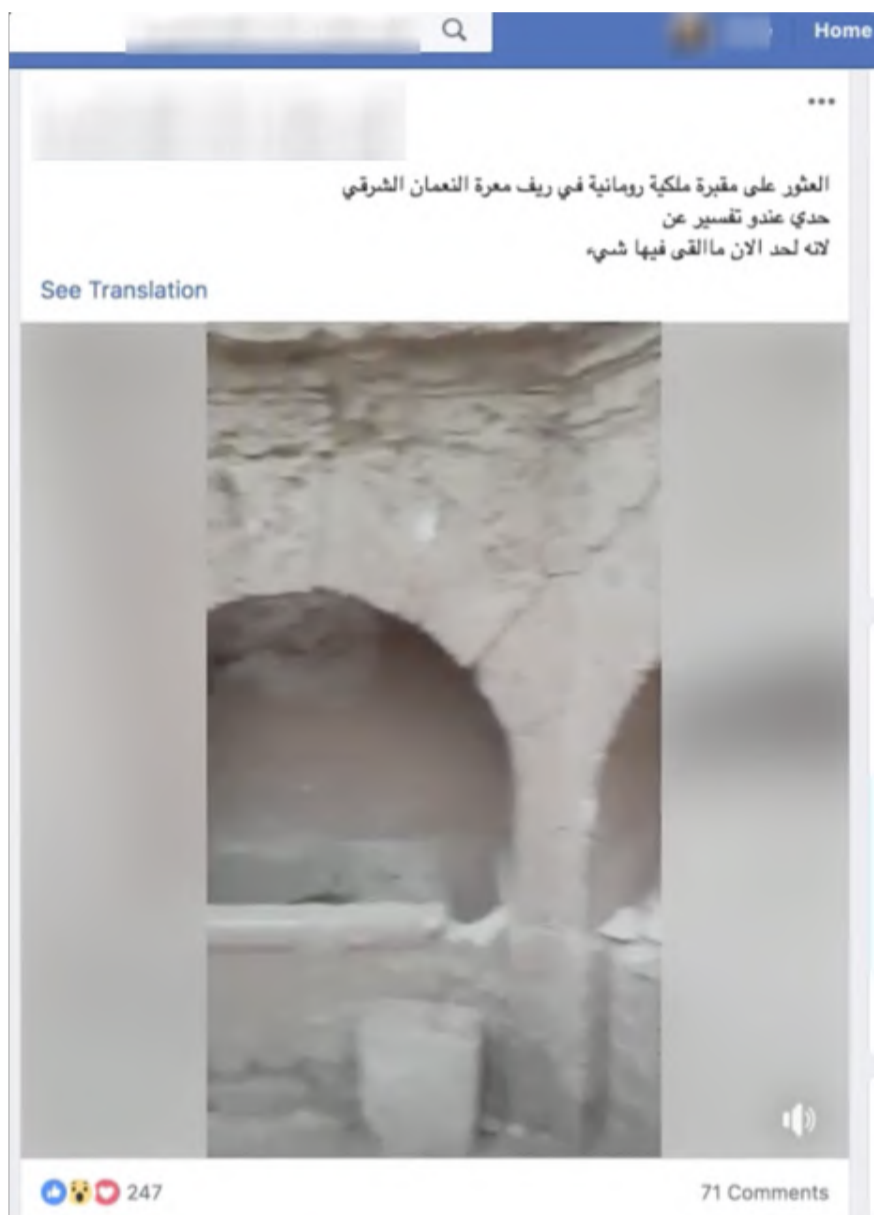 Home
العثور على مقبرة ملكية رومانية في ريف معرة النعمان الشرقي
حدي عندو تفسير عن
لانه لحد الان ماالقى فيها شيء
See Translation
247
71 Comments